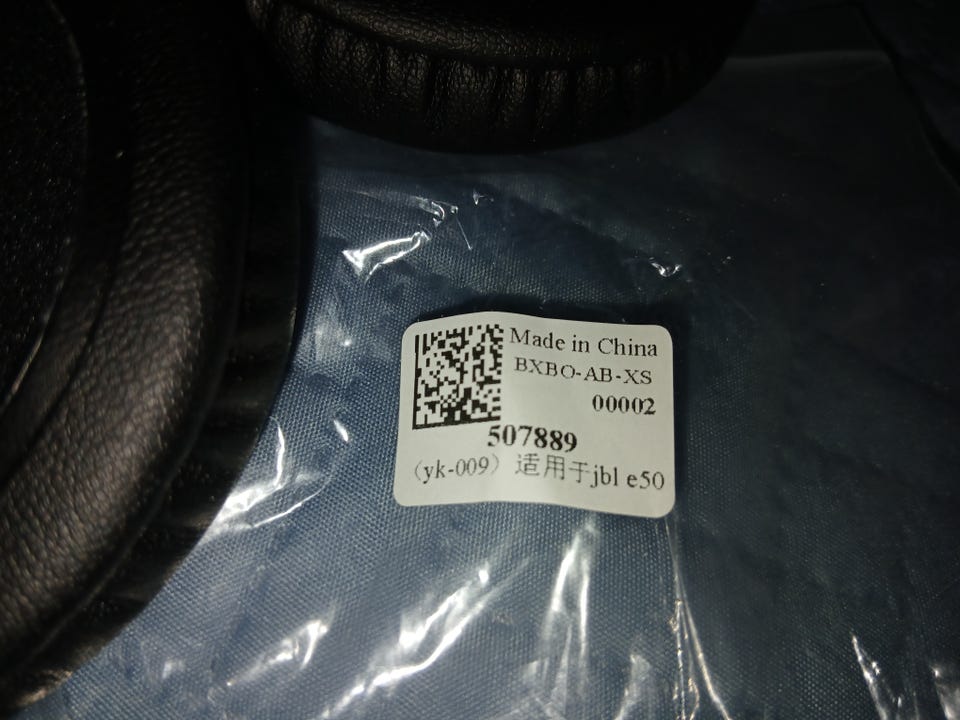 Made in China
BXBO-AB-XS
00002
507889
（yk-009） 适用于jbl e50